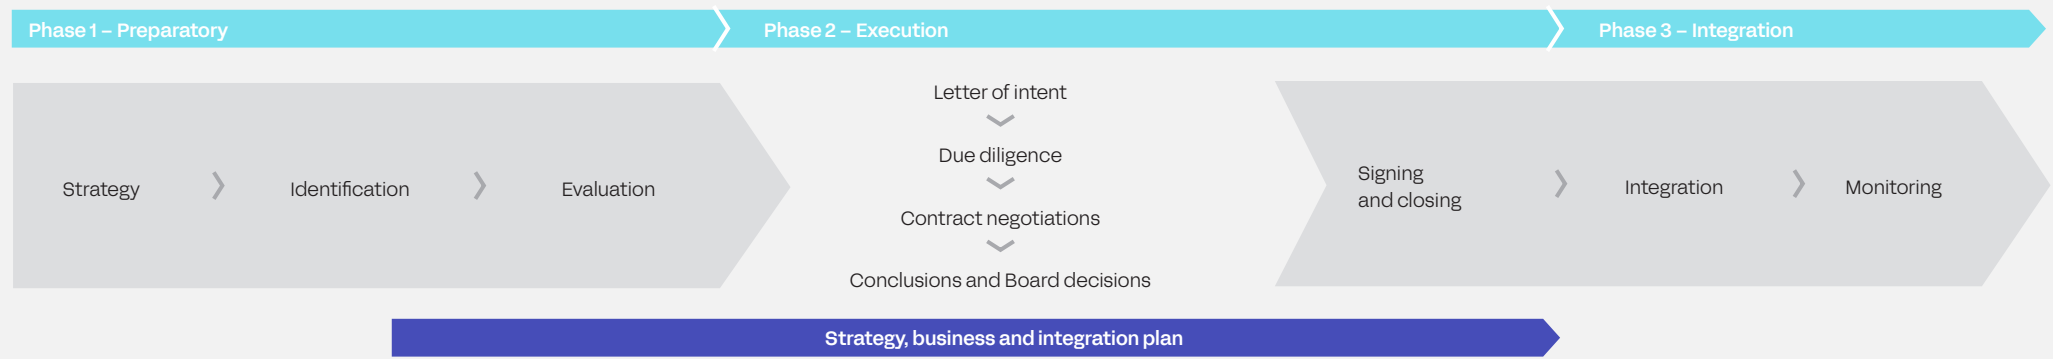 Phase 1 – Preparatory
Phase 2 – Execution
Phase 3 – Integration
Strategy
Identification
Evaluation
Letter of intent
Due diligence
Contract negotiations
Conclusions and Board decisions
Signing
and closing
Integration
Monitoring
Strategy, business and integration plan